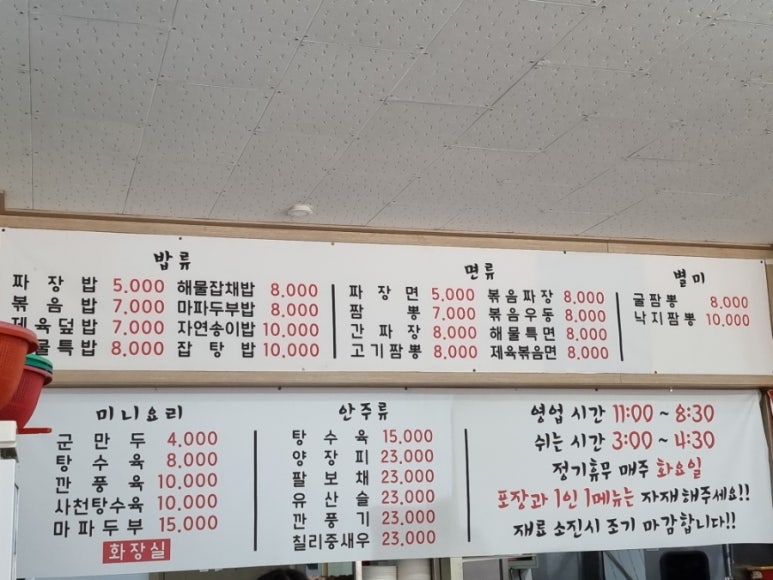 밥류
짜장밥 5.000 해물잡채밥 8.000
볶음밥 7.000 마파두부밥 8.000
제육덮밥 7.000 자연송이밥 10.000
물특밥 8.000 잡탕밥 10.000
면류
짜장면 5.000 볶음짜장 8.000
짬뽕 7.000 볶음우동 8.000
간짜장 8.000 해물특면 8.000
고기짬뽕 8.000 제육볶음면 8.000
별미
굴짬뽕 8.000
낙지짬뽕 10.000
미니요리
군만두 4.000
탕수육 8.000
깐풍육 10.000
사천탕수육 10.000
마파두부 15.000
화장실
안주류
탕수육 15.000
양장피 23.000
팔보채 23.000
유산슬 23.000
깐풍기 23.000
칠리중새우 23.000
영업 시간 11:00 ~ 8:30
쉬는 시간 3:00 ~ 4:30
정기휴무 매주 화요일
포장과 1인 1메뉴는 자재해주세요!!
재료 소진시 조기 마감합니다!!